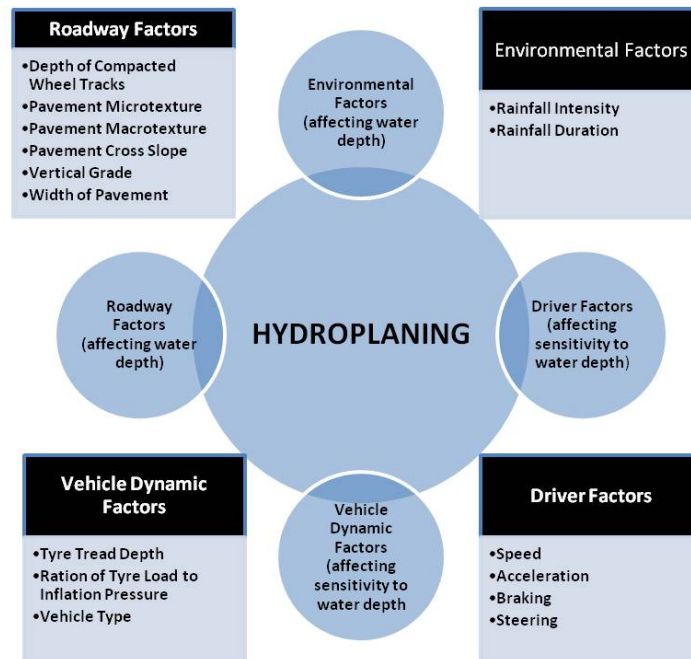 Roadway Factors
•Depth of Compacted
Wheel Tracks
•Pavement Microtexture
•Pavement Macrotexture
•Pavement Cross Slope
•Vertical Grade
•Width of Pavement
Environmental
Factors
(affecting water
depth)
Environmental Factors
•Rainfall Intensity
•Rainfall Duration
Roadway
Factors
(affecting water
depth)
HYDROPLANING
Driver Factors
(affecting
sensitivity to
water depth)
Vehicle Dynamic
Factors
•Tyre Tread Depth
•Ration of Tyre Load to
Inflation Pressure
•Vehicle Type
Vehicle
Dynamic
Factors
(affecting
sensitivity to
water depth
Driver Factors
•Speed
•Acceleration
•Braking
•Steering